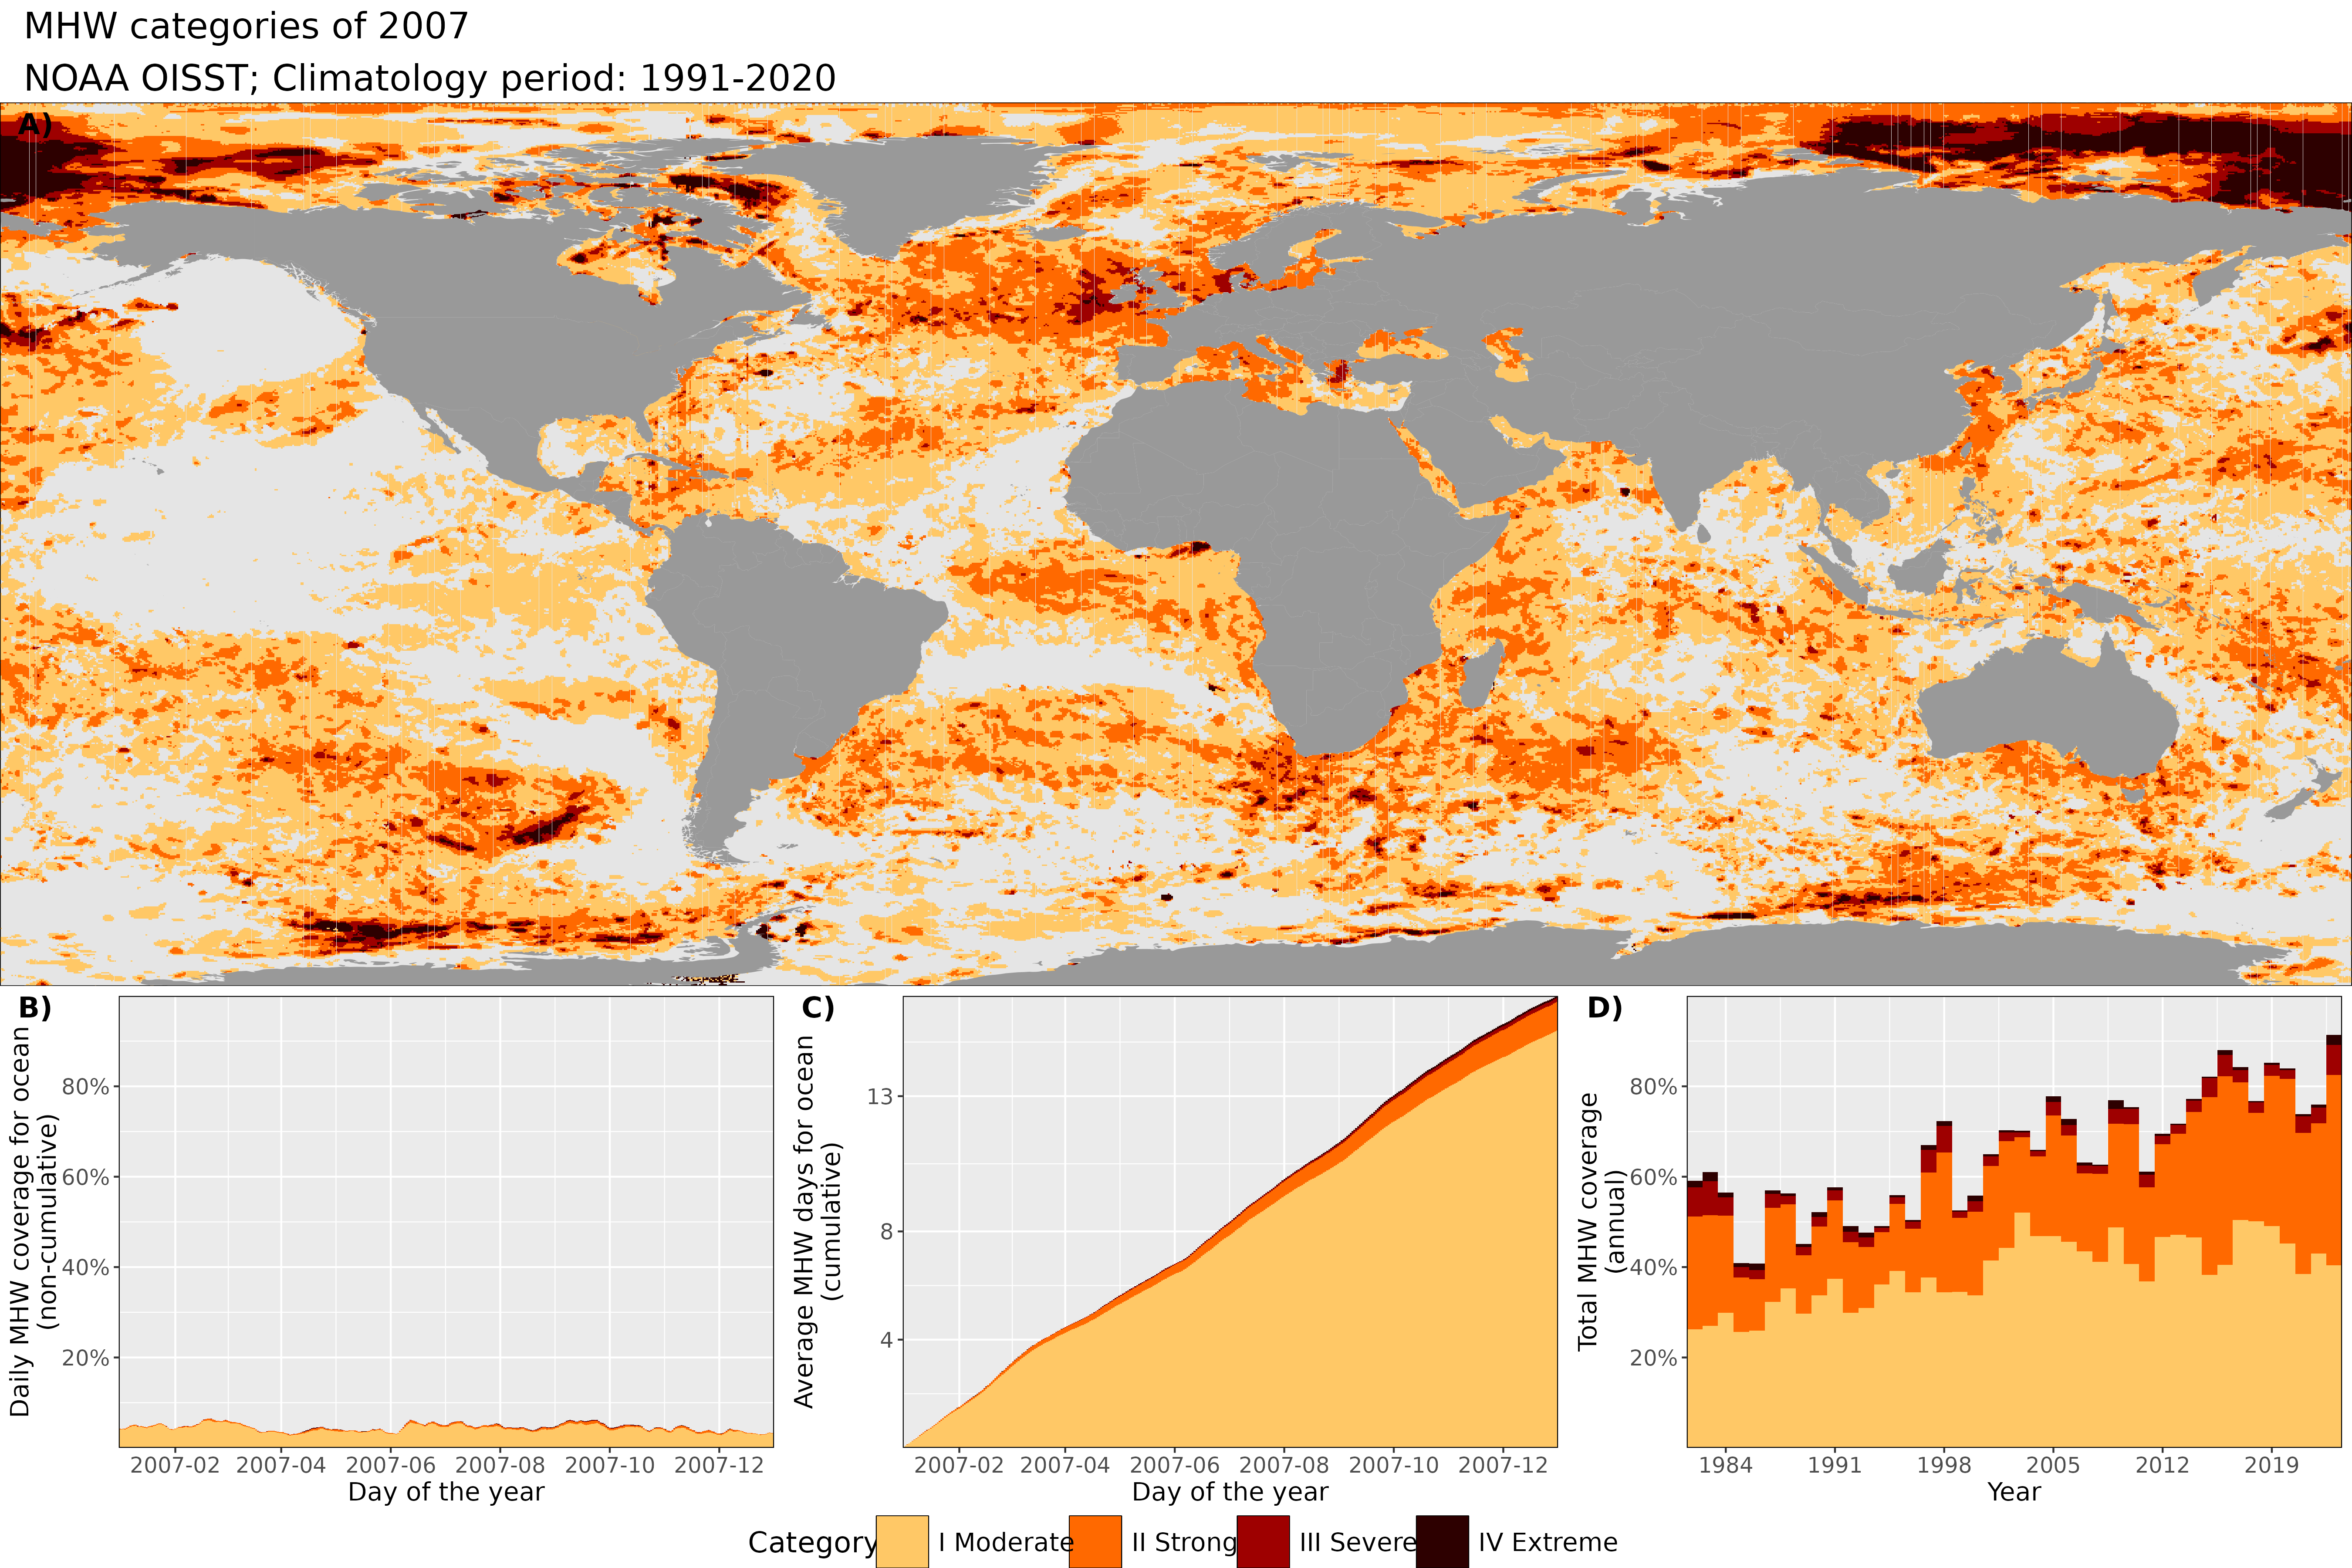 MHW categories of 2007
NOAA OISST; Climatology period: 1991-2020
A)
B)
Daily MHW coverage for ocean
(non-cumulative)
80%
60%
40%
20%
2007-02 2007-04 2007-06 2007-08 2007-10 2007-12
Day of the year
C)
Average MHW days for ocean
(cumulative)
13
8
4
2007-02 2007-04 2007-06 2007-08 2007-10 2007-12
Day of the year
D)
Total MHW coverage
(annual)
80%
60%
40%
20%
1984 1991 1998 2005 2012 2019
Year
Category I Moderate II Strong III Severe IV Extreme